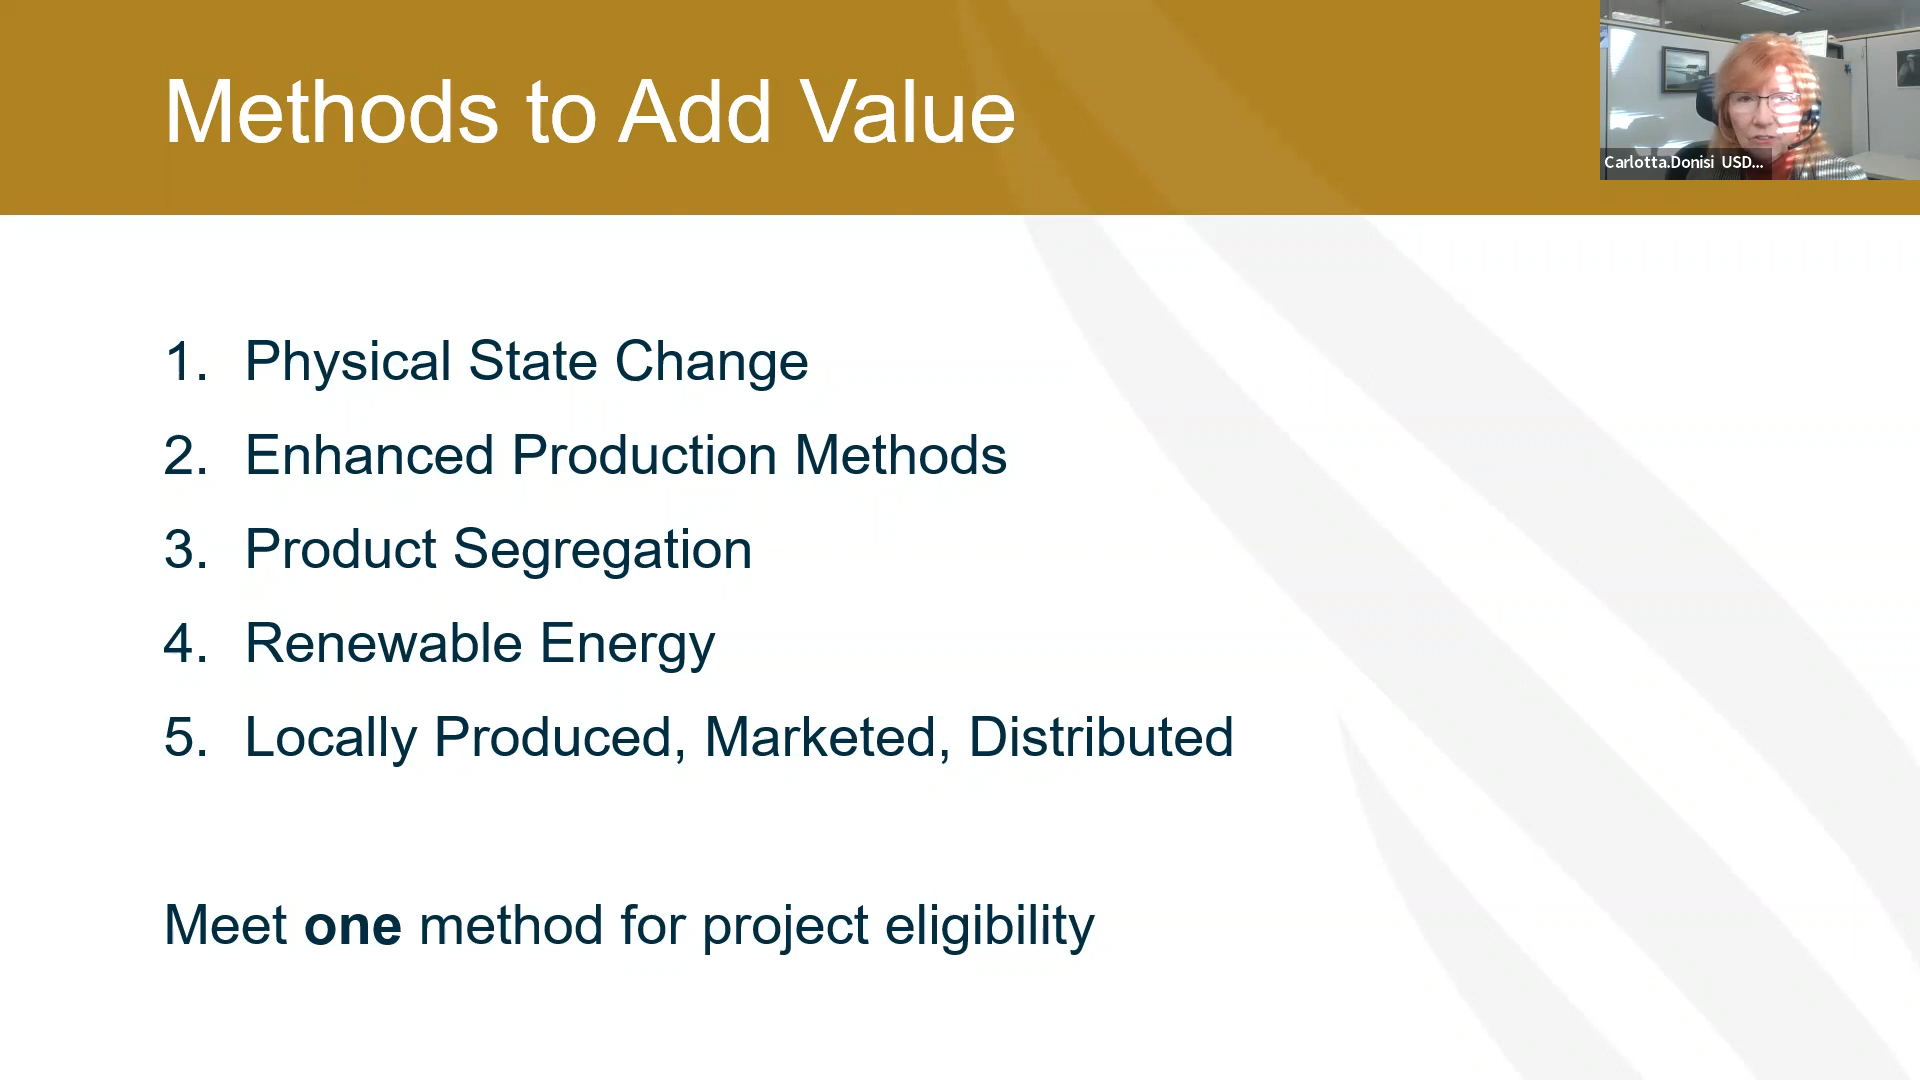 Methods to Add Value
Carlotta.Donisi USD...
1. Physical State Change
2. Enhanced Production Methods
3. Product Segregation
4. Renewable Energy
5. Locally Produced, Marketed, Distributed
Meet one method for project eligibility